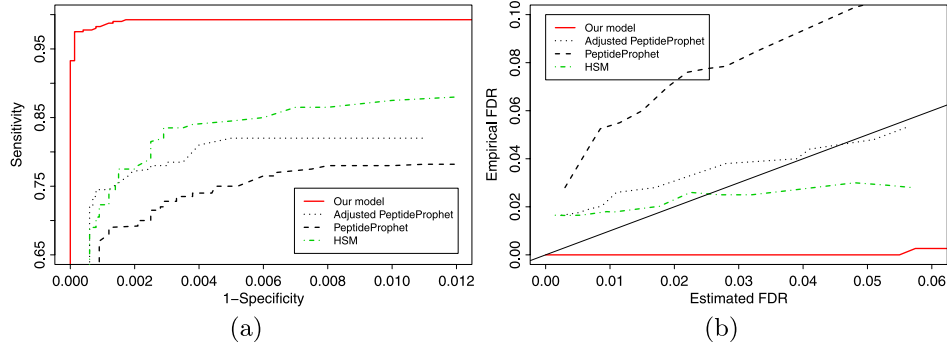 0.95
0.85
0.75
0.65
Sensitivity
Our model
Adjusted PeptideProphet
PeptideProphet
HSM
0.000 0.002 0.004 0.006 0.008 0.010 0.012
1−Specificity
(a)
0.10
0.08
0.06
0.04
0.02
0.00
Empirical FDR
Our model
Adjusted PeptideProphet
PeptideProphet
HSM
0.00 0.01 0.02 0.03 0.04 0.05 0.06
Estimated FDR
(b)